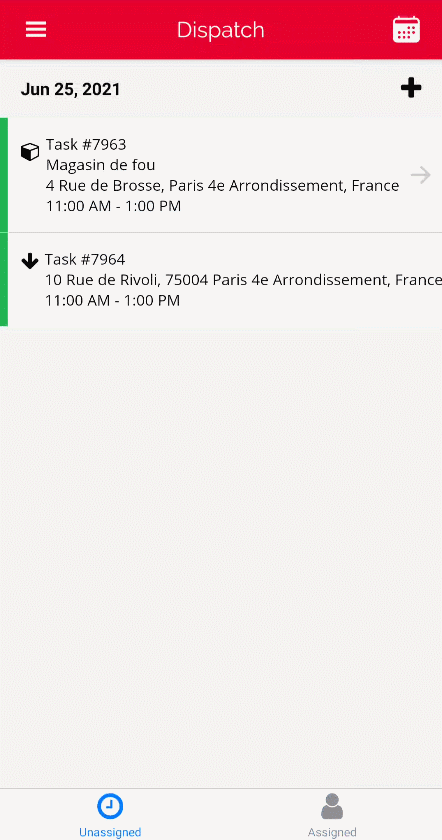 Dispatch
Jun 25, 2021
Task #7963
Magasin de fou
4 Rue de Brosse, Paris 4e Arrondissement, France
11:00 AM - 1:00 PM
Task #7964
10 Rue de Rivoli, 75004 Paris 4e Arrondissement, France
11:00 AM - 1:00 PM
Unassigned
Assigned